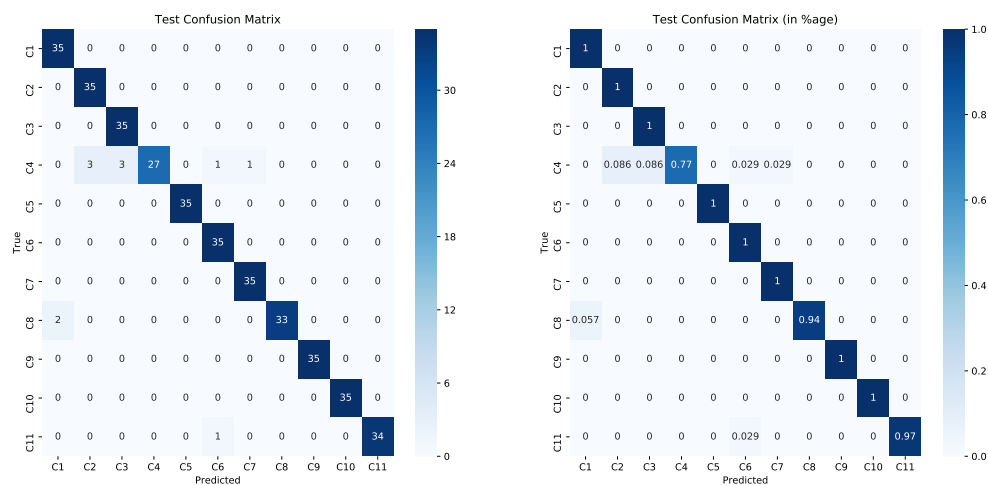 Test Confusion Matrix
C1 35 0 0 0 0 0 0 0 0 0 0
C2 0 35 0 0 0 0 0 0 0 0 0
C3 0 0 35 0 0 0 0 0 0 0 0
C4 0 3 3 27 0 1 1 0 0 0 0
C5 0 0 0 0 35 0 0 0 0 0 0
C6 0 0 0 0 0 35 0 0 0 0 0
C7 0 0 0 0 0 0 35 0 0 0 0
C8 2 0 0 0 0 0 0 33 0 0 0
C9 0 0 0 0 0 0 0 0 35 0 0
C10 0 0 0 0 0 0 0 0 0 35 0
C11 0 0 0 0 0 1 0 0 0 0 34
C1 C2 C3 C4 C5 C6 C7 C8 C9 C10 C11
Predicted
True
30
24
18
12
6
0
Test Confusion Matrix (in %age)
C1 1 0 0 0 0 0 0 0 0 0 0
C2 0 1 0 0 0 0 0 0 0 0 0
C3 0 0 1 0 0 0 0 0 0 0 0
C4 0 0.086 0.086 0.77 0 0.029 0.029 0 0 0 0
C5 0 0 0 0 1 0 0 0 0 0 0
C6 0 0 0 0 0 1 0 0 0 0 0
C7 0 0 0 0 0 0 1 0 0 0 0
C8 0.057 0 0 0 0 0 0 0.94 0 0 0
C9 0 0 0 0 0 0 0 0 1 0 0
C10 0 0 0 0 0 0 0 0 0 1 0
C11 0 0 0 0 0 0.029 0 0 0 0 0.97
C1 C2 C3 C4 C5 C6 C7 C8 C9 C10 C11
Predicted
True
1.0
0.8
0.6
0.4
0.2
0.0